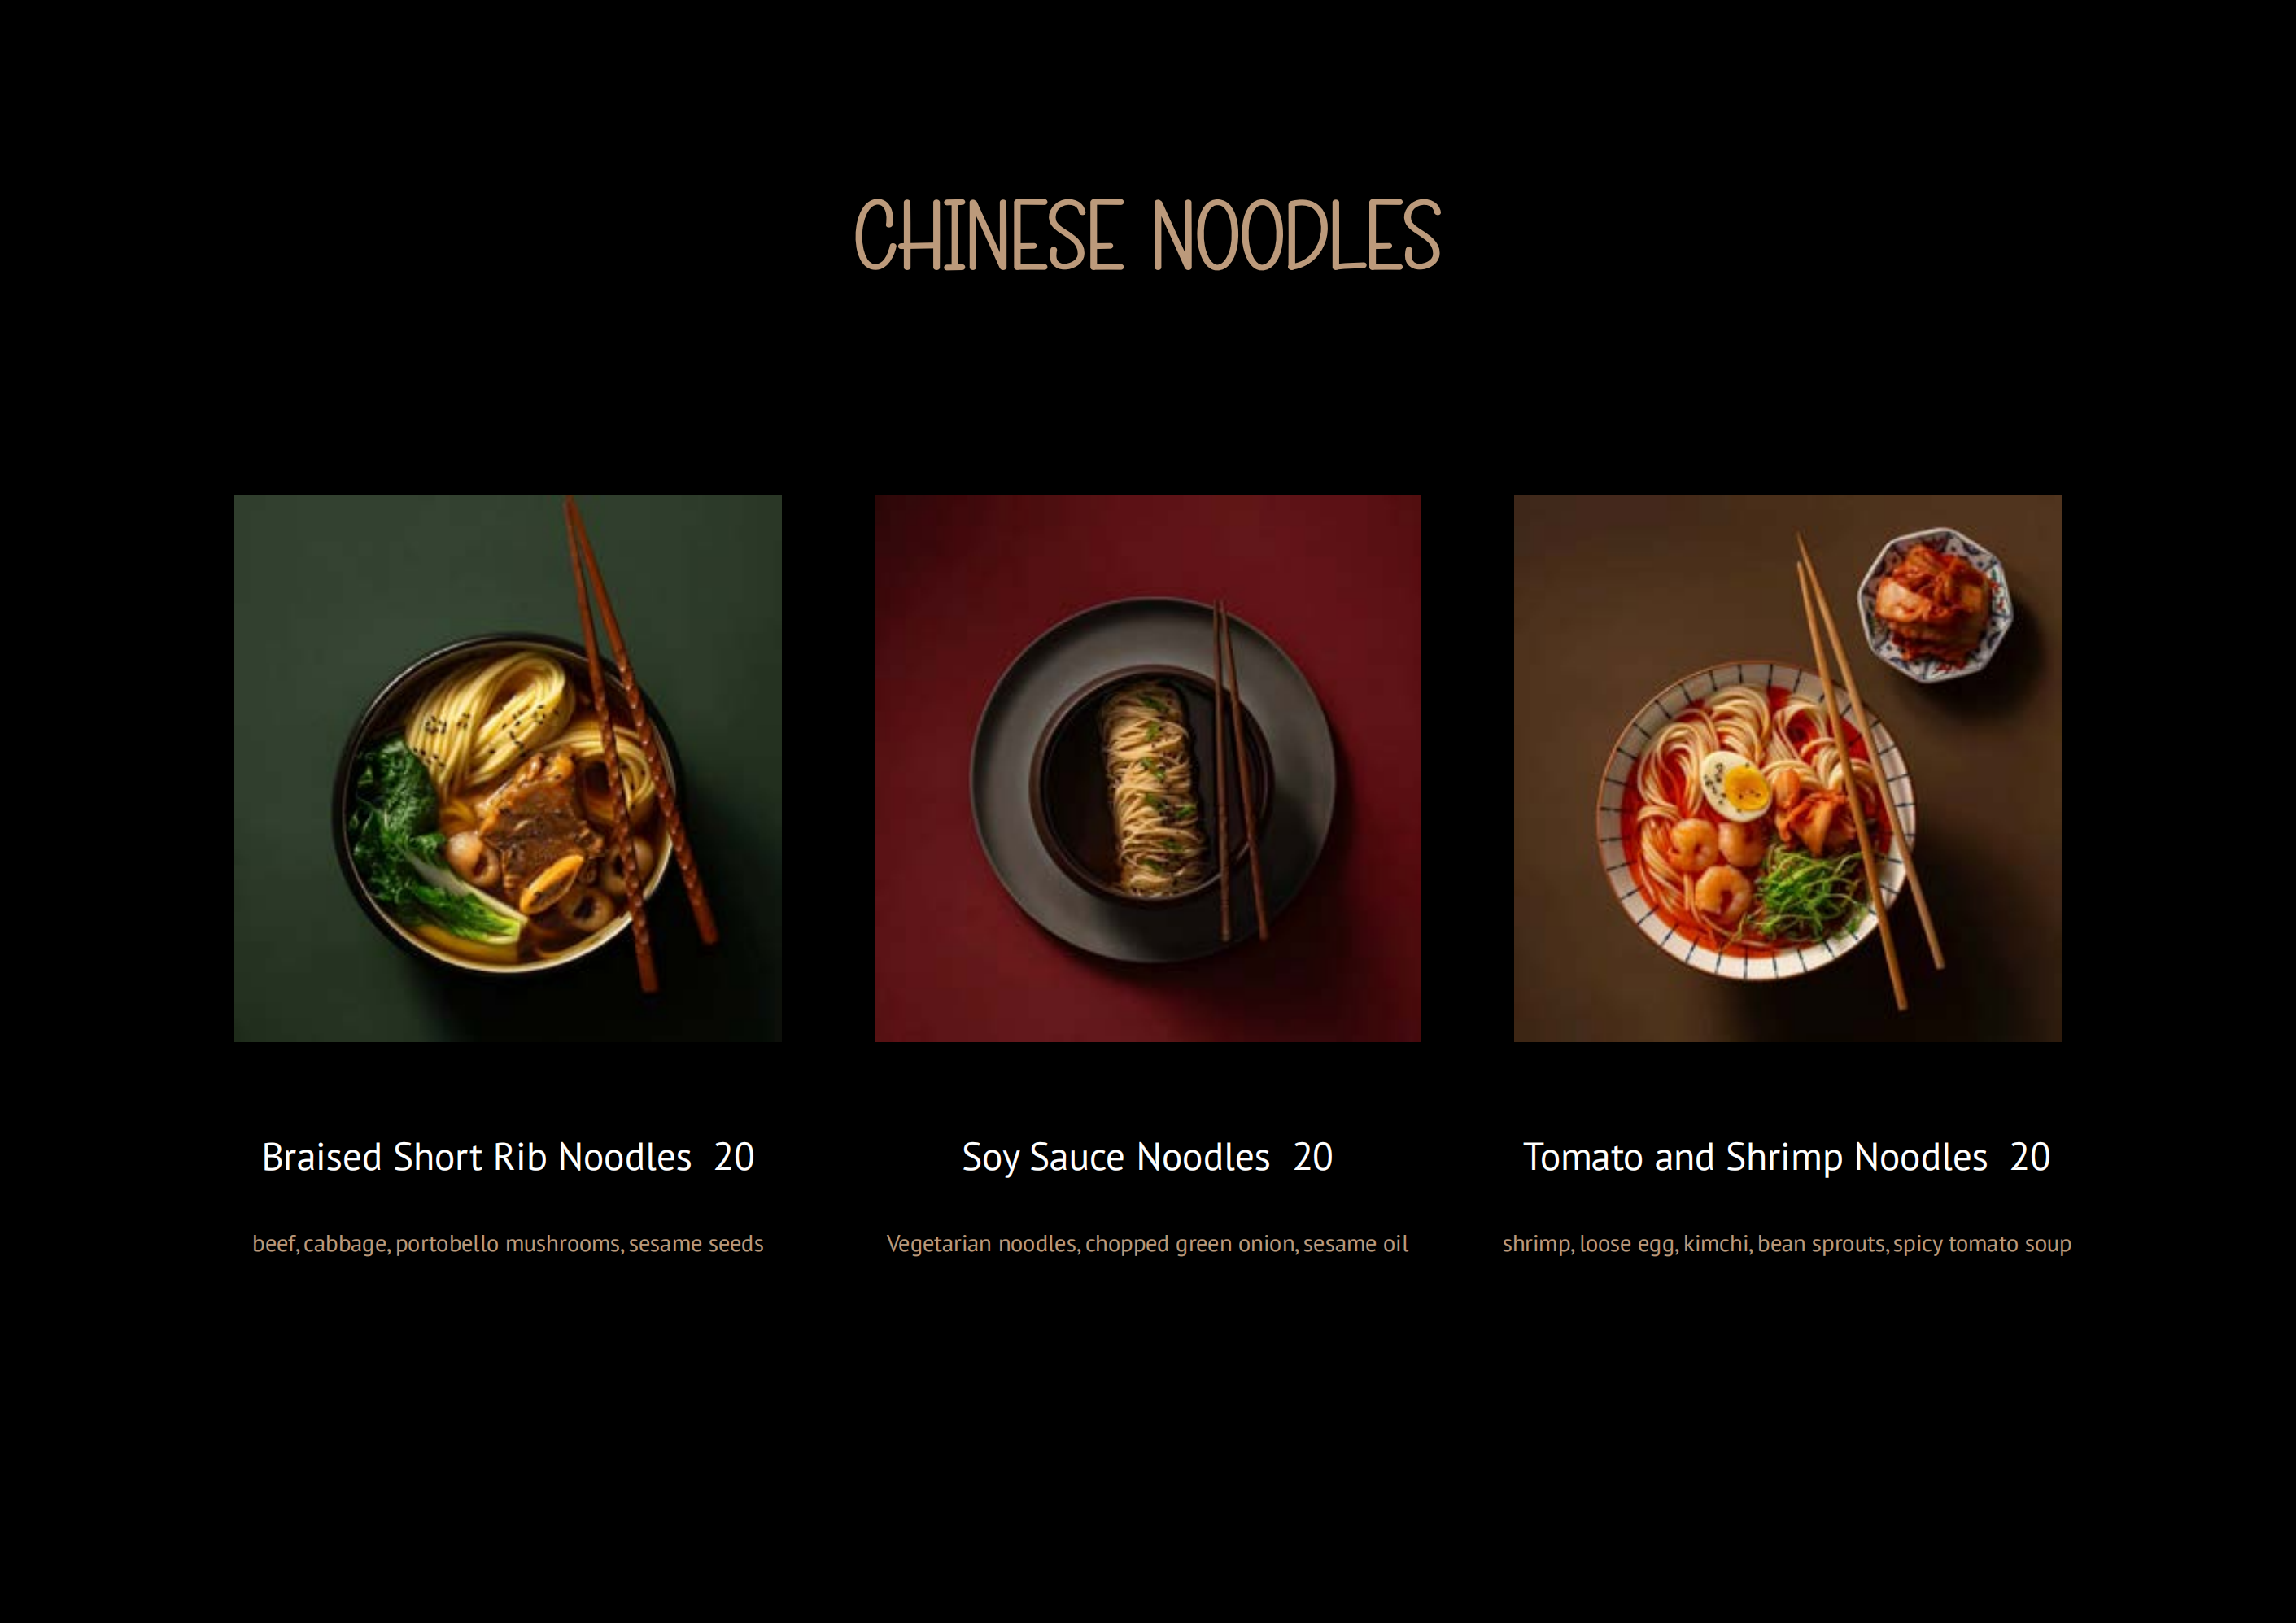 CHINESE NOODLES
Braised Short Rib Noodles 20
beef, cabbage, portobello mushrooms, sesame seeds
Soy Sauce Noodles 20
Vegetarian noodles, chopped green onion, sesame oil
Tomato and Shrimp Noodles 20
shrimp, loose egg, kimchi, bean sprouts, spicy tomato soup